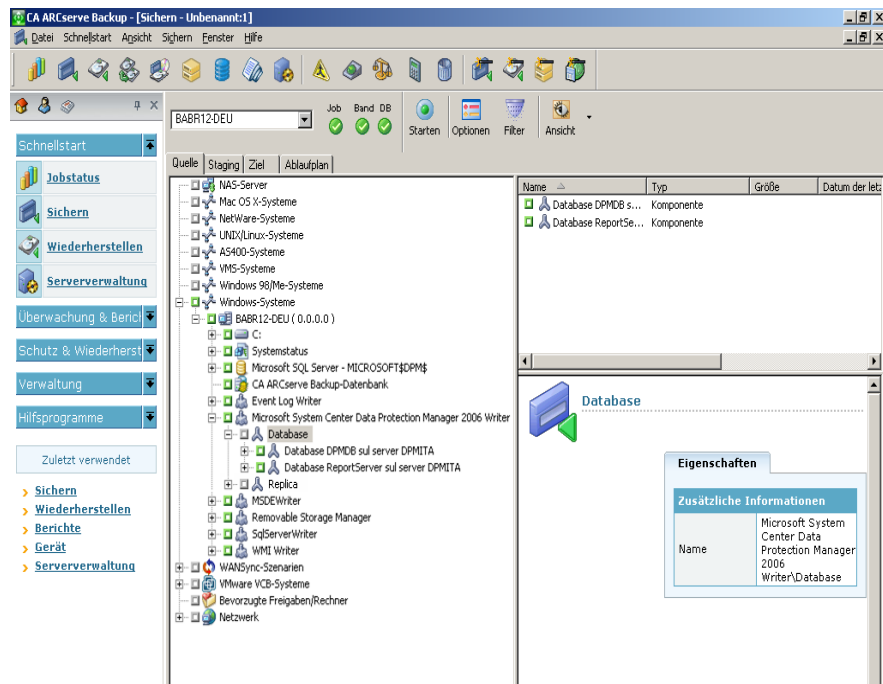 CA ARCserve Backup - [Sichern - Unbenannt:1]
Datei Schnellstart Ansicht Sichern Fenster Hilfe
BABR12-DEU
Job Band DB
Starten Optionen Filter Ansicht
Schnellstart
Jobstatus
Sichern
Wiederherstellen
Serververwaltung
Überwachung & Bericl
Schutz & Wiederherst
Verwaltung
Hilfsprogramme
Zuletzt verwendet
Sichern
Wiederherstellen
Berichte
Gerät
Serververwaltung
Quelle Staging Ziel Ablaufplan
NAS-Server
Mac OS X-Systeme
NetWare-Systeme
UNIX/Linux-Systeme
AS400-Systeme
VMS-Systeme
Windows 98/Me-Systeme
Windows-Systeme
BABR12-DEU ( 0.0.0.0 )
C:
Systemstatus
Microsoft SQL Server - MICROSOFT$DPM$
CA ARCserve Backup-Datenbank
Event Log Writer
Microsoft System Center Data Protection Manager 2006 Writer
Database
Database DPMDB sul server DPMITA
Database ReportServer sul server DPMITA
Replica
MSDEWriter
Removable Storage Manager
SqlServerWriter
WMI Writer
WANSync-Szenarien
VMware VCB-Systeme
Bevorzugte Freigaben/Rechner
Netzwerk
Name Typ Größe Datum der letz
Database DPMDB s... Komponente
Database ReportSe... Komponente
Database
Eigenschaften
Zusätzliche Informationen
Name
Microsoft System
Center Data
Protection Manager
2006
Writer\Database